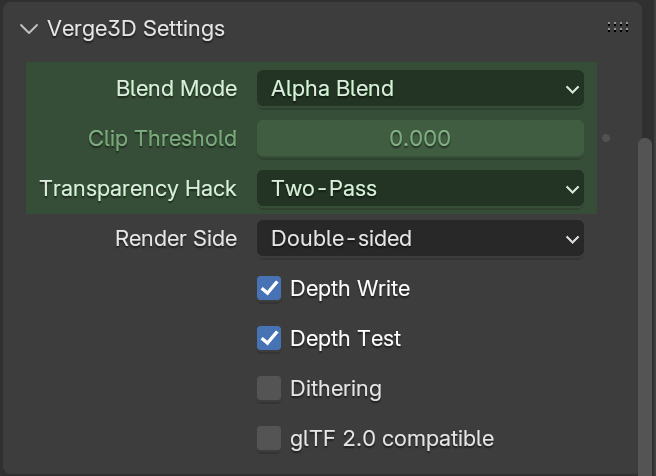 Verge3D Settings
Blend Mode Alpha Blend
Clip Threshold 0.000
Transparency Hack Two-Pass
Render Side Double-sided
Depth Write
Depth Test
Dithering
glTF 2.0 compatible